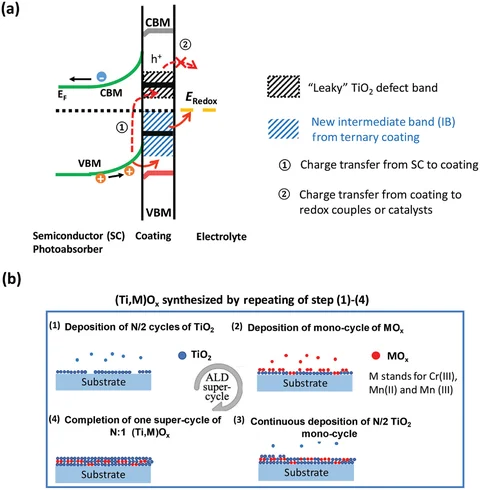 (a)
CBM
②
h+
−
EF
CBM
ERedox
①
VBM
+
+
VBM
Semiconductor (SC)
Photoabsorber
Coating
Electrolyte
“Leaky” TiO2 defect band
New intermediate band (IB)
from ternary coating
① Charge transfer from SC to coating
② Charge transfer from coating to
redox couples or catalysts
(b)
(Ti,M)Ox synthesized by repeating of step (1)-(4)
(1) Deposition of N/2 cycles of TiO2
TiO2
Substrate
(2) Deposition of mono-cycle of MOx
MOx
M stands for Cr(III),
Mn(II) and Mn (III)
Substrate
ALD
super-
cycle
(4) Completion of one super-cycle of
N:1 (Ti,M)Ox
Substrate
(3) Continuous deposition of N/2 TiO2
mono-cycle
Substrate